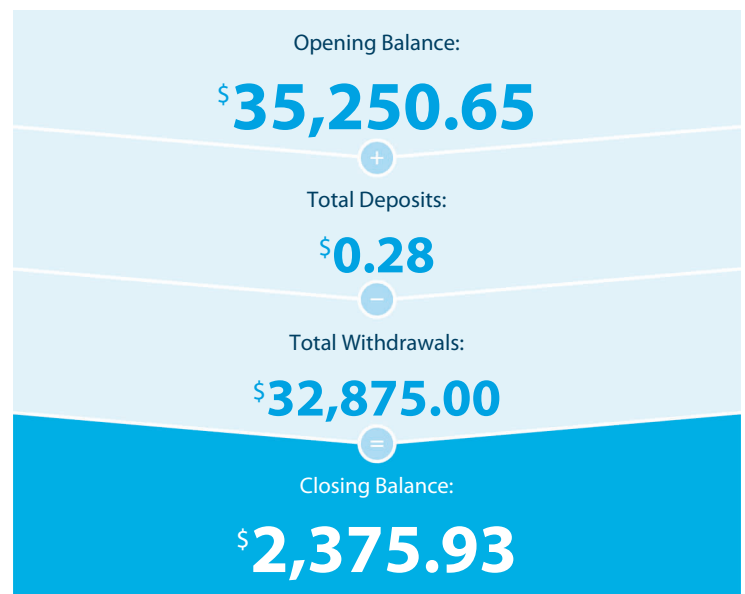 Opening Balance:
$35,250.65
+
Total Deposits:
$0.28
−
Total Withdrawals:
$32,875.00
=
Closing Balance:
$2,375.93